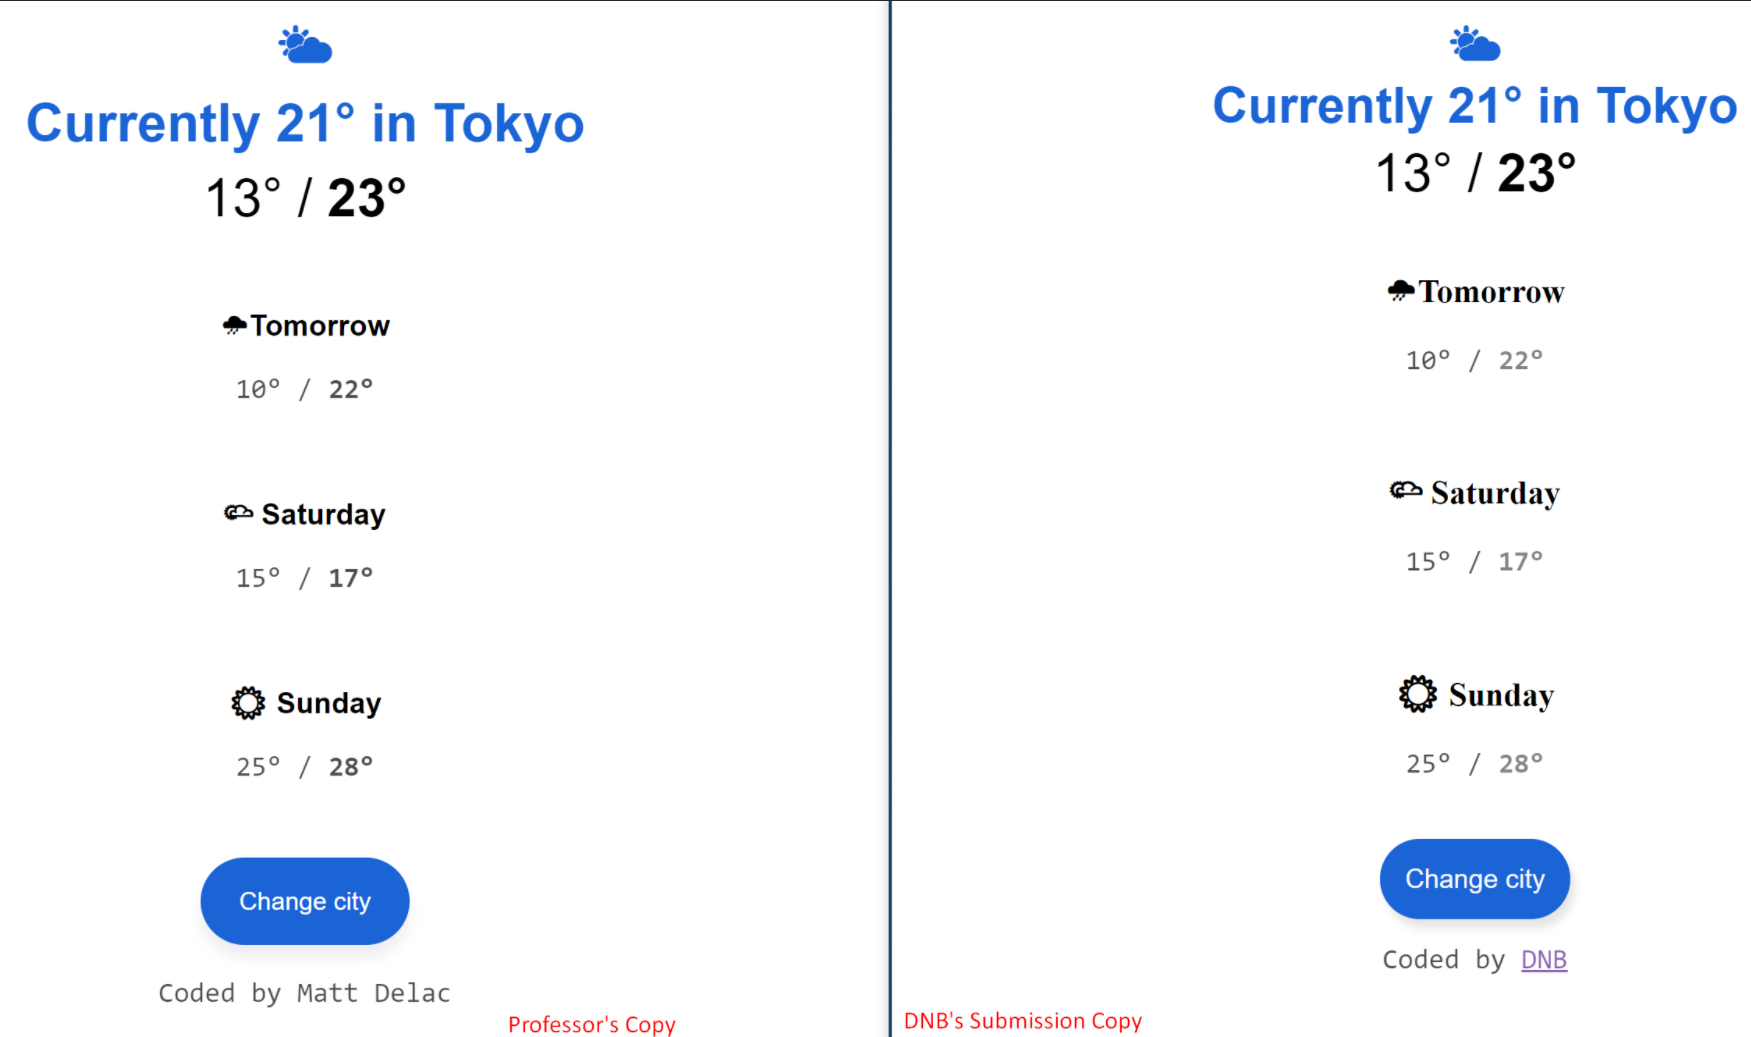 Currently 21° in Tokyo
13° / 23°
Tomorrow
10° / 22°
Saturday
15° / 17°
Sunday
25° / 28°
Change city
Coded by Matt Delac
Professor's Copy
Currently 21° in Tokyo
13° / 23°
Tomorrow
10° / 22°
Saturday
15° / 17°
Sunday
25° / 28°
Change city
Coded by DNB
DNB's Submission Copy